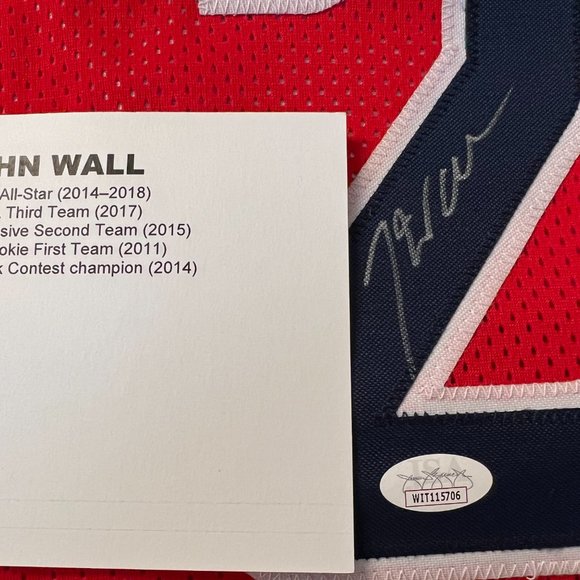 HN WALL
All-Star (2014–2018)
Third Team (2017)
sive Second Team (2015)
okie First Team (2011)
k Contest champion (2014)
JSA
WIT115706